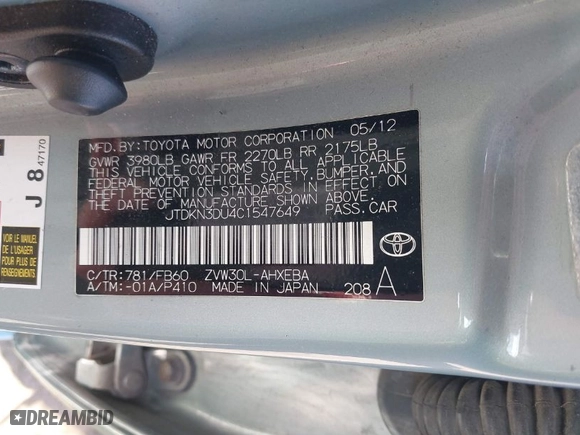 MFD.BY:TOYOTA MOTOR CORPORATION 05/12
GVWR 3980LB GAWR FR 2270LB RR 2175LB
THIS VEHICLE CONFORMS TO ALL APPLICABLE
FEDERAL MOTOR VEHICLE SAFETY, BUMPER, AND
THEFT PREVENTION STANDARDS IN EFFECT ON
THE DATE OF MANUFACTURE SHOWN ABOVE.
JTDKN3DU4C1547649 PASS.CAR
C/TR:781/FB60 ZVW30L-AHXEBA
A/TM:-01A/P410 MADE IN JAPAN 208 A
J 8
47170
VOIR LE
MANUEL DE
L'USAGER
POUR PLUS DE
RENSEIGNEMENTS
DREAMBID